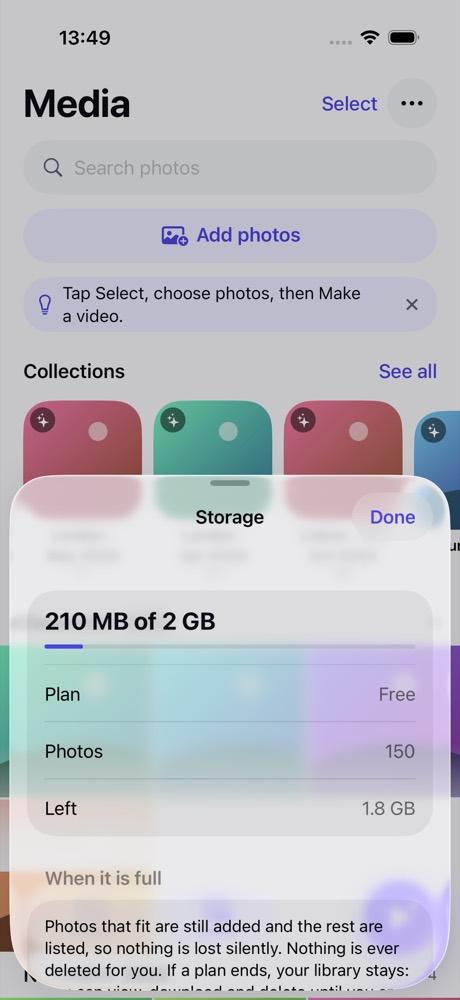 13:49
Media
Select
Search photos
Add photos
Tap Select, choose photos, then Make
a video.
Collections
See all
Storage
Done
210 MB of 2 GB
Plan
Free
Photos
150
Left
1.8 GB
When it is full
Photos that fit are still added and the rest are
listed, so nothing is lost silently. Nothing is ever
deleted for you. If a plan ends, your library stays: